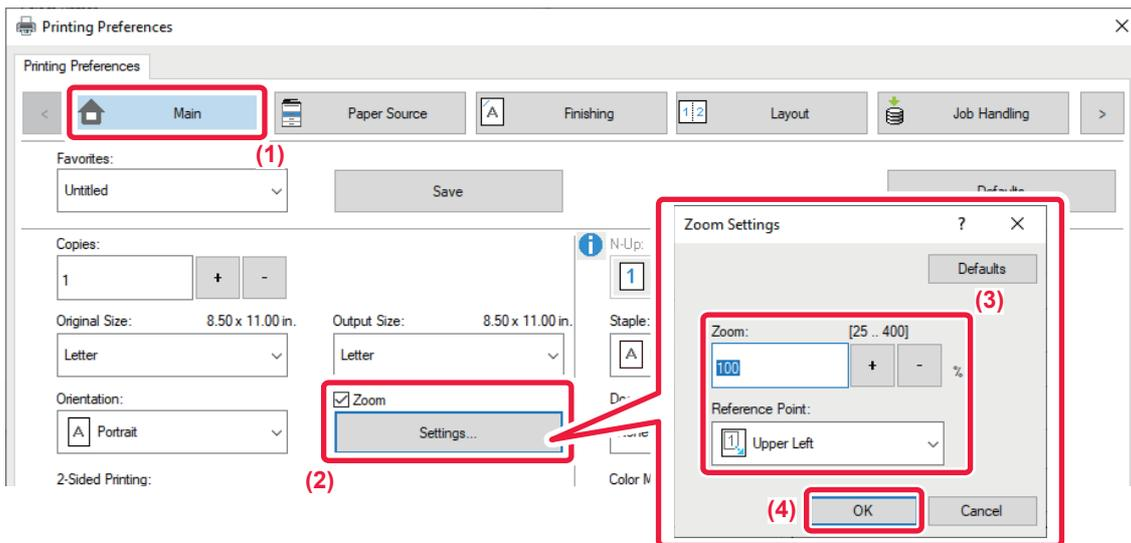 Printing Preferences
Printing Preferences
< Main Paper Source A Finishing 1 2 Layout Job Handling >
(1)
Favorites:
Untitled Save Defaults
Copies: N-Up:
1 + - 1
Original Size: 8.50 x 11.00 in. Output Size: 8.50 x 11.00 in. Staple:
Letter Letter A
Orientation: Zoom
A Portrait Settings...
(2)
2-Sided Printing:
Zoom Settings ?
Defaults
(3)
Zoom: [25 .. 400]
100 + - %
Reference Point:
1 Upper Left
(4) OK Cancel